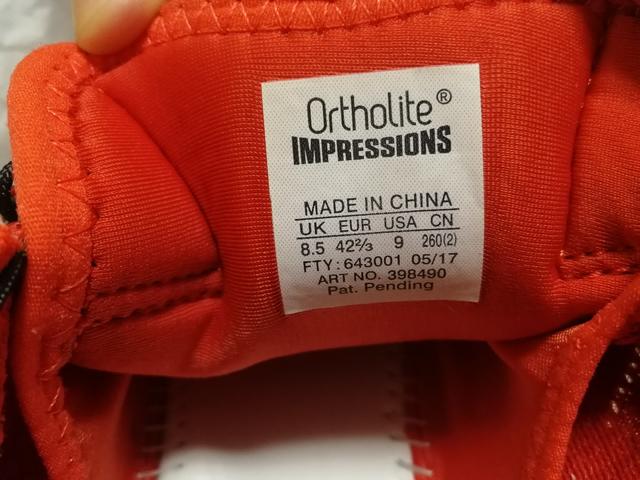 Ortholite®
IMPRESSIONS
MADE IN CHINA
UK EUR USA CN
8.5 42⅔ 9 260(2)
FTY: 643001 05/17
ART NO. 398490
Pat. Pending